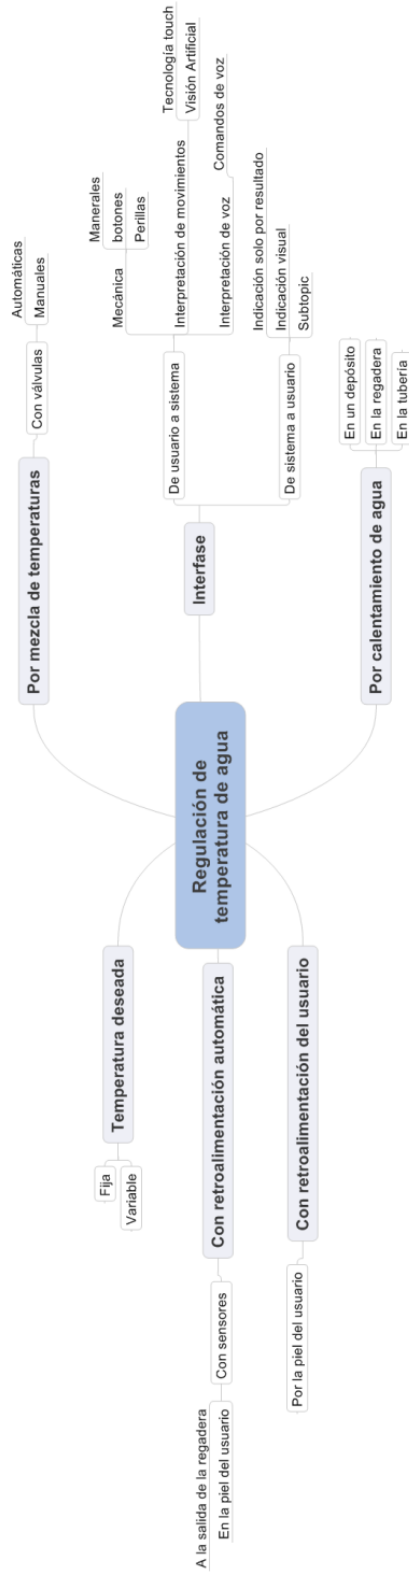 Regulación de
temperatura de agua
Por mezcla de temperaturas
Con válvulas
Automáticas
Manuales
Interfase
De usuario a sistema
Mecánica
Manerales
botones
Perillas
Interpretación de movimientos
Tecnología touch
Visión Artificial
Interpretación de voz
Comandos de voz
De sistema a usuario
Indicación solo por resultado
Indicación visual
Subtopic
Por calentamiento de agua
En un depósito
En la regadera
En la tubería
Temperatura deseada
Fija
Variable
Con retroalimentación automática
Con sensores
A la salida de la regadera
En la piel del usuario
Con retroalimentación del usuario
Por la piel del usuario